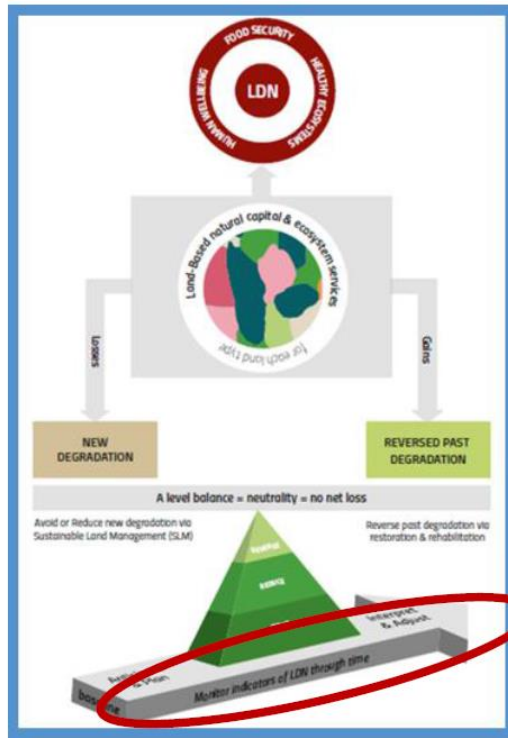 FOOD SECURITY
HUMAN WELLBEING
HEALTHY ECOSYSTEMS
LDN
Land-Based natural capital & ecosystem services
for each land type
Losses
Gains
NEW
DEGRADATION
REVERSED PAST
DEGRADATION
A level balance = neutrality = no net loss
Avoid or Reduce new degradation via
Sustainable Land Management (SLM)
Reverse past degradation via
restoration & rehabilitation
Interpret
& Adjust
& Plan
Monitor indicators of LDN through time